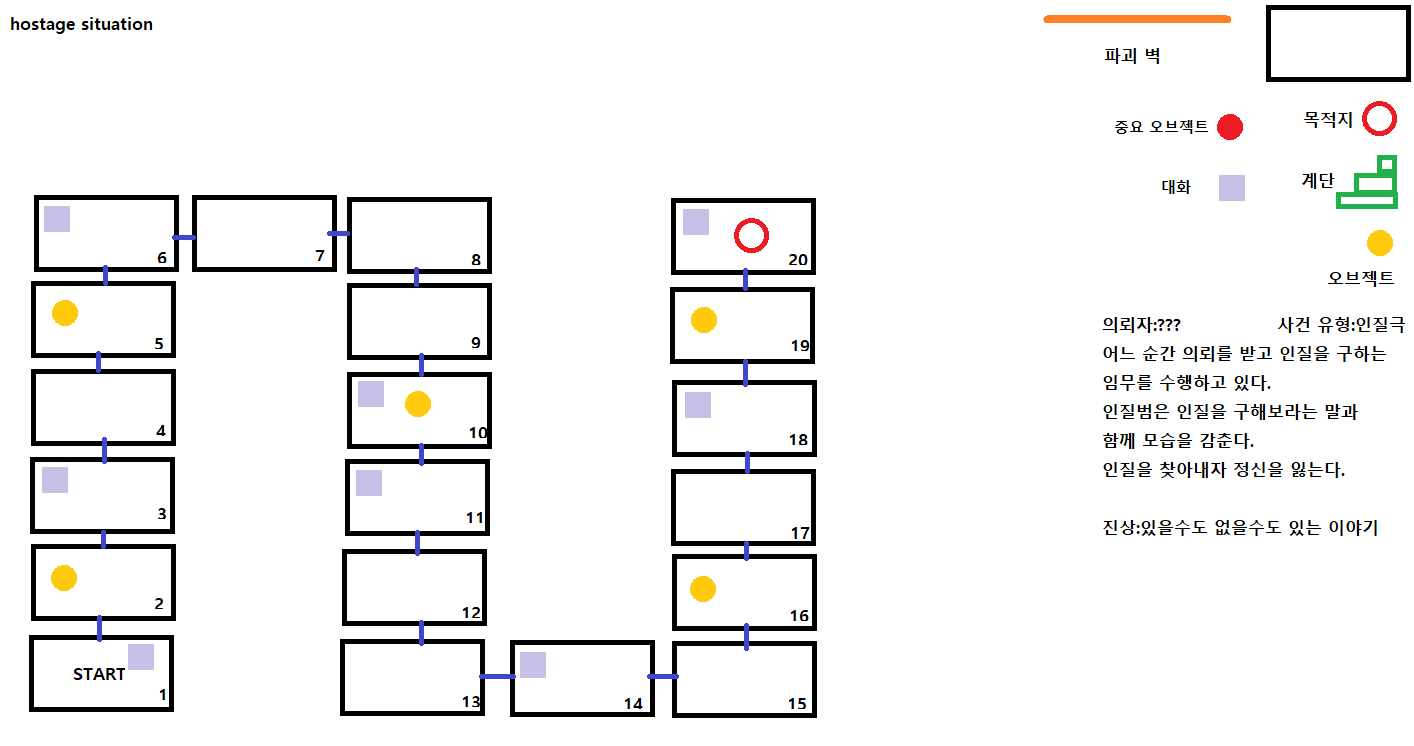 hostage situation
파괴 벽
중요 오브젝트
목적지
대화
계단
오브젝트
의뢰자:??? 사건 유형:인질극
어느 순간 의뢰를 받고 인질을 구하는
임무를 수행하고 있다.
인질범은 인질을 구해보라는 말과
함께 모습을 감춘다.
인질을 찾아내자 정신을 잃는다.
진상:있을수도 없을수도 있는 이야기
6
7
8
20
5
9
19
4
10
18
3
11
17
2
12
16
START
1
13
14
15